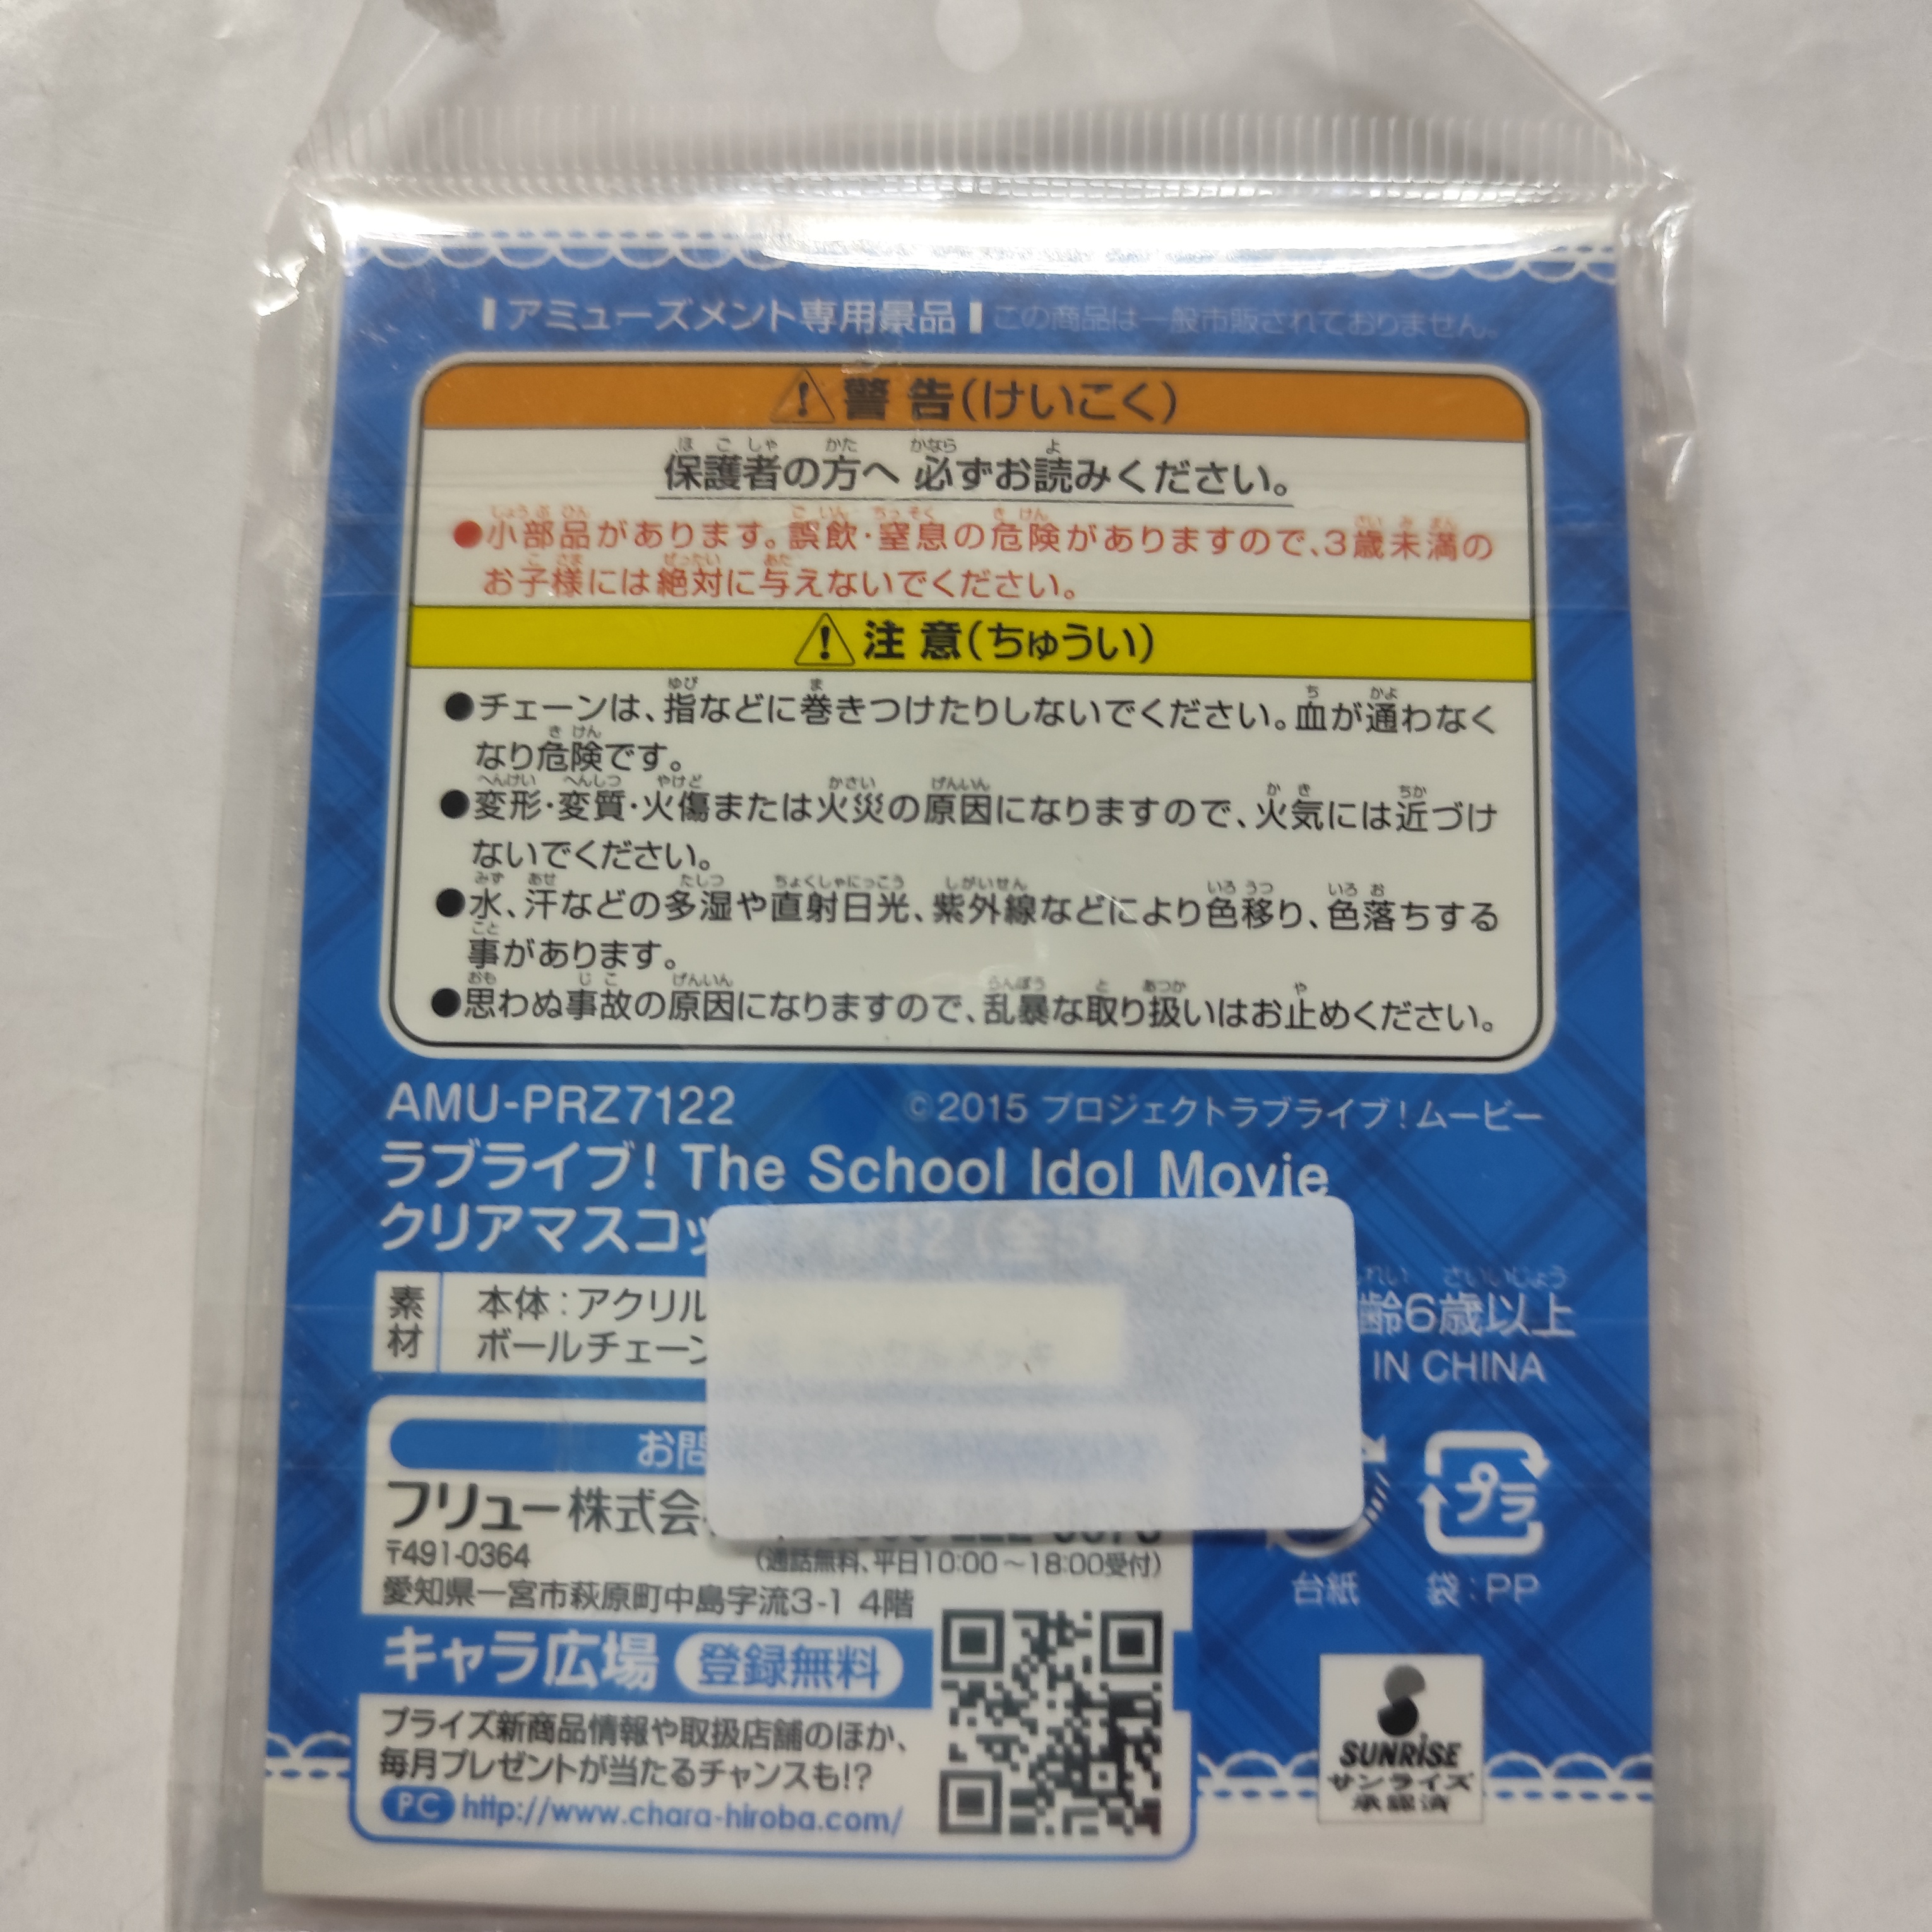 アミューズメント専用景品 この商品は一般市販されておりません。
警告(けいこく)
保護者の方へ 必ずお読みください。
●小部品があります。誤飲・窒息の危険がありますので、3歳未満の
お子様には絶対に与えないでください。
注意(ちゅうい)
●チェーンは、指などに巻きつけたりしないでください。血が通わなく
なり危険です。
●変形・変質・火傷または火災の原因になりますので、火気には近づけ
ないでください。
●水、汗などの多湿や直射日光、紫外線などにより色移り、色落ちする
事があります。
●思わぬ事故の原因になりますので、乱暴な取り扱いはお止めください。
AMU-PRZ7122 ©2015 プロジェクトラブライブ!ムービー
ラブライブ! The School Idol Movie
クリアマスコッ
素材 本体:アクリル
ボールチェーン
齢6歳以上
IN CHINA
お問
フリュー株式会
〒491-0364 (通話無料、平日10:00～18:00受付)
愛知県一宮市萩原町中島字流3-1 4階
プラ
台紙 袋:PP
キャラ広場 登録無料
プライズ新商品情報や取扱店舗のほか、
毎月プレゼントが当たるチャンスも!?
PC http://www.chara-hiroba.com/
SUNRISE
サンライズ
承認済